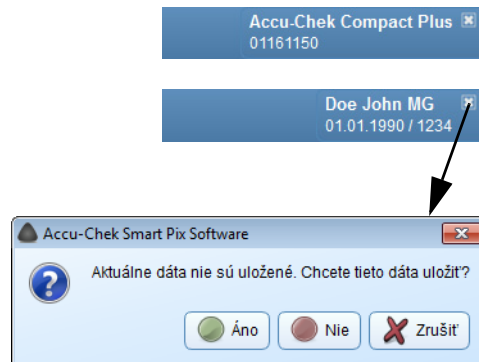 Accu-Chek Compact Plus
01161150
Doe John MG
01.01.1990 / 1234
Accu-Chek Smart Pix Software
Aktuálne dáta nie sú uložené. Chcete tieto dáta uložiť?
Áno
Nie
Zrušiť